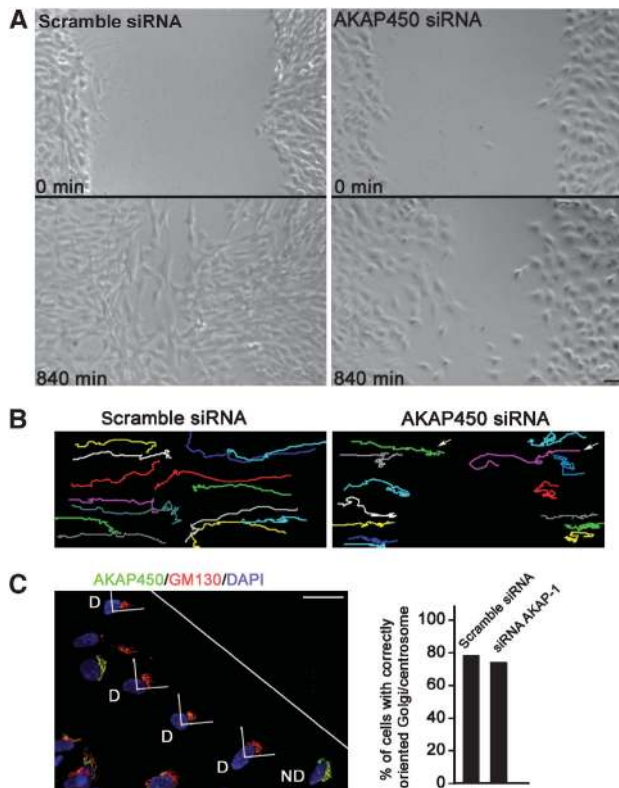 A
Scramble siRNA
AKAP450 siRNA
0 min
0 min
840 min
840 min
B
Scramble siRNA
AKAP450 siRNA
C
AKAP450/GM130/DAPI
D
D
D
D
ND
% of cells with correctly
oriented Golgi/centrosome
100
80
60
40
20
0
Scramble siRNA
siRNA AKAP-1